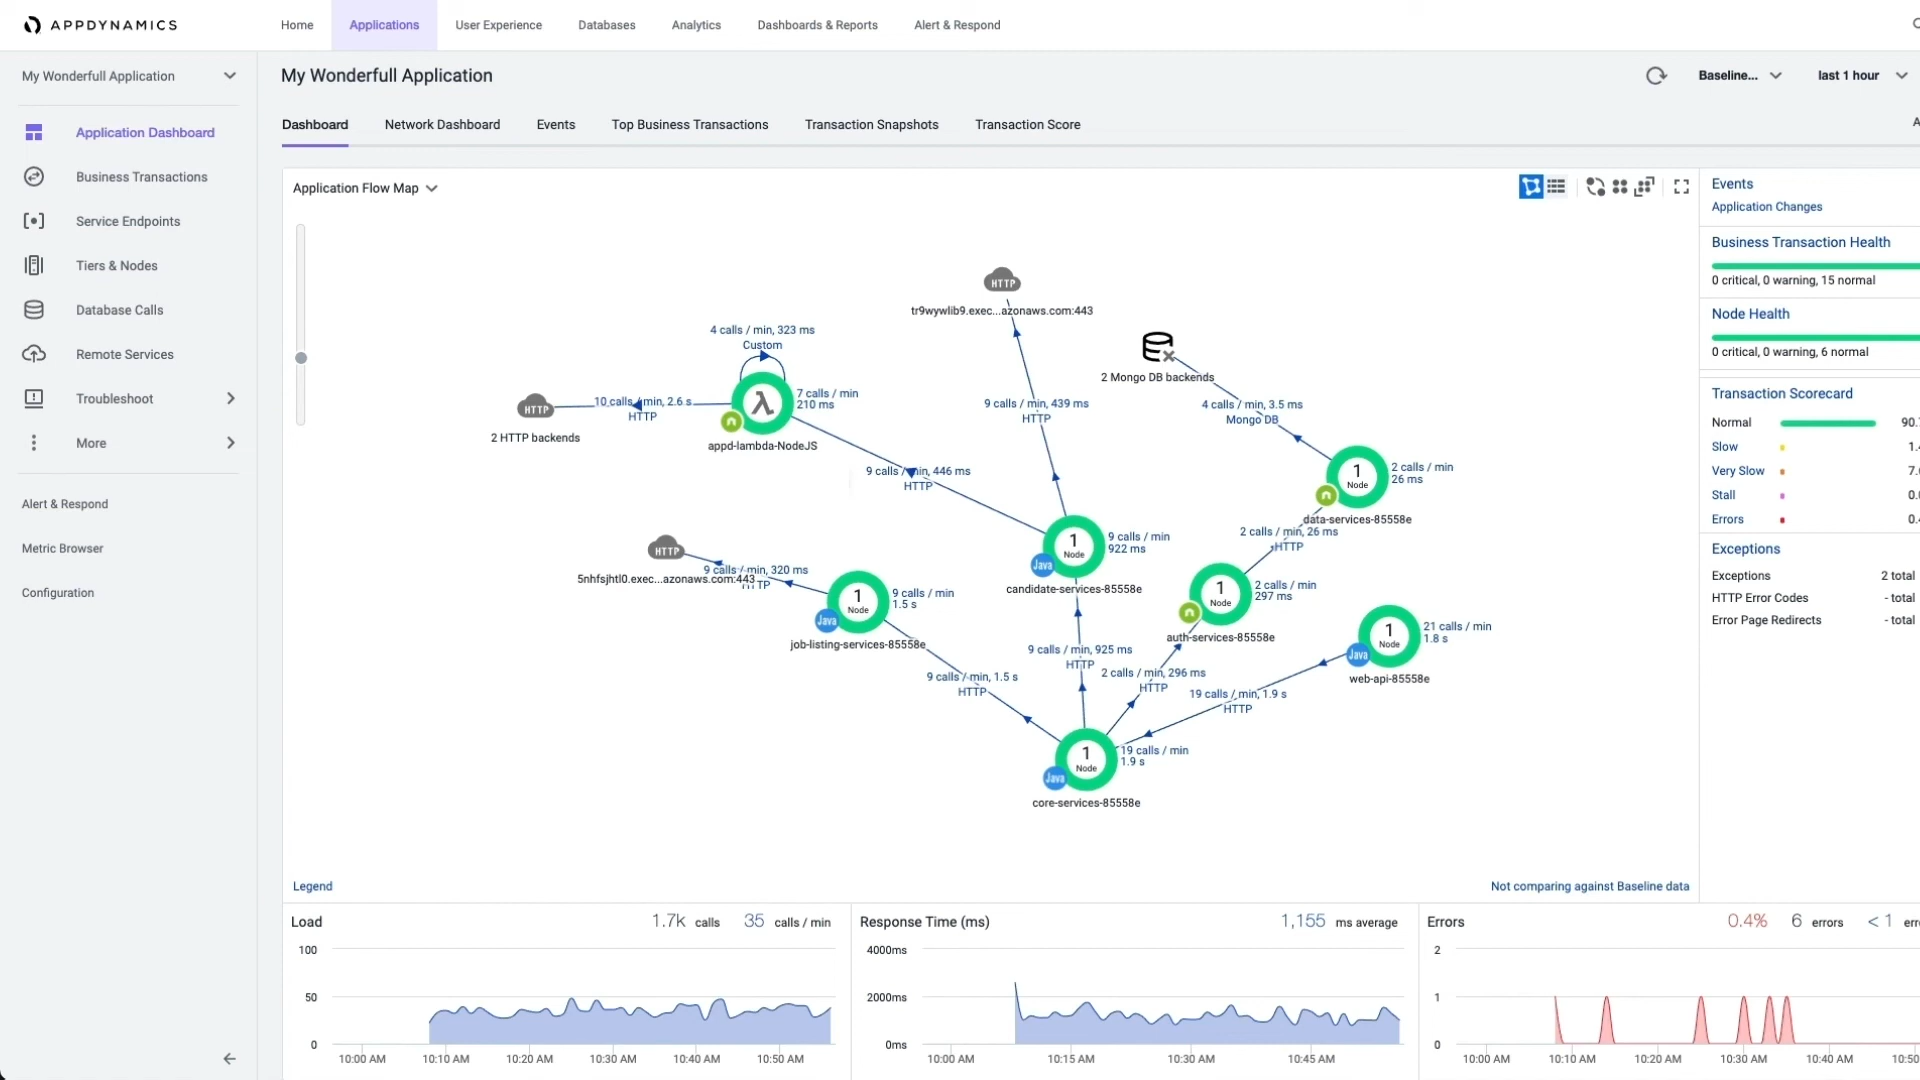 APPDYNAMICS
Home
Applications
User Experience
Databases
Analytics
Dashboards & Reports
Alert & Respond
My Wonderfull Application
Application Dashboard
Business Transactions
Service Endpoints
Tiers & Nodes
Database Calls
Remote Services
Troubleshoot
More
Alert & Respond
Metric Browser
Configuration
My Wonderfull Application
Baseline...
last 1 hour
Dashboard
Network Dashboard
Events
Top Business Transactions
Transaction Snapshots
Transaction Score
A
Application Flow Map
HTTP
tr9wywlib9.exec...azonaws.com:443
4 calls / min, 323 ms
Custom
2 Mongo DB backends
7 calls / min
210 ms
HTTP
10 calls / min, 2.6 s
HTTP
2 HTTP backends
λ
appd-lambda-NodeJS
9 calls / min, 439 ms
HTTP
4 calls / min, 3.5 ms
Mongo DB
9 calls / min, 446 ms
HTTP
1
Node
2 calls / min
26 ms
data-services-85558e
2 calls / min, 26 ms
HTTP
1
Node
Java
9 calls / min
922 ms
candidate-services-85558e
HTTP
5nhfsjhtl0.exec...azonaws.com:443
9 calls / min, 320 ms
HTTP
1
Node
Java
9 calls / min
1.5 s
job-listing-services-85558e
1
Node
2 calls / min
297 ms
auth-services-85558e
1
Node
Java
21 calls / min
1.8 s
web-api-85558e
9 calls / min, 925 ms
HTTP
2 calls / min, 296 ms
HTTP
9 calls / min, 1.5 s
HTTP
19 calls / min, 1.9 s
HTTP
1
Node
Java
19 calls / min
1.9 s
core-services-85558e
Legend
Not comparing against Baseline data
Events
Application Changes
Business Transaction Health
0 critical, 0 warning, 15 normal
Node Health
0 critical, 0 warning, 6 normal
Transaction Scorecard
Normal 90.
Slow 1.
Very Slow 7.
Stall 0.
Errors 0.
Exceptions
Exceptions 2 total
HTTP Error Codes - total
Error Page Redirects - total
Load 1.7k calls 35 calls / min
100
50
0
10:00 AM 10:10 AM 10:20 AM 10:30 AM 10:40 AM 10:50 AM
Response Time (ms) 1,155 ms average
4000ms
2000ms
0ms
10:00 AM 10:15 AM 10:30 AM 10:45 AM
Errors 0.4% 6 errors < 1 err
2
1
0
10:00 AM 10:10 AM 10:20 AM 10:30 AM 10:40 AM 10:50